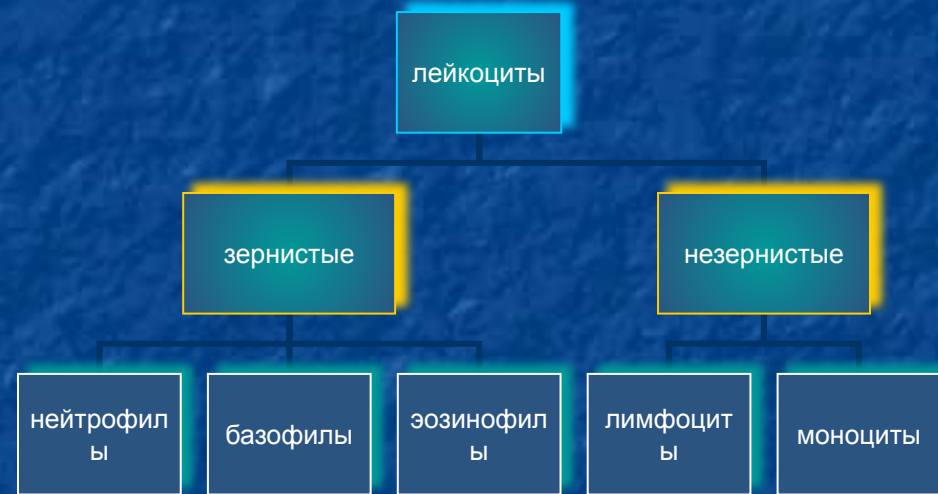 лейкоциты
зернистые
незернистые
нейтрофил
ы
базофилы
эозинофил
ы
лимфоцит
ы
моноциты